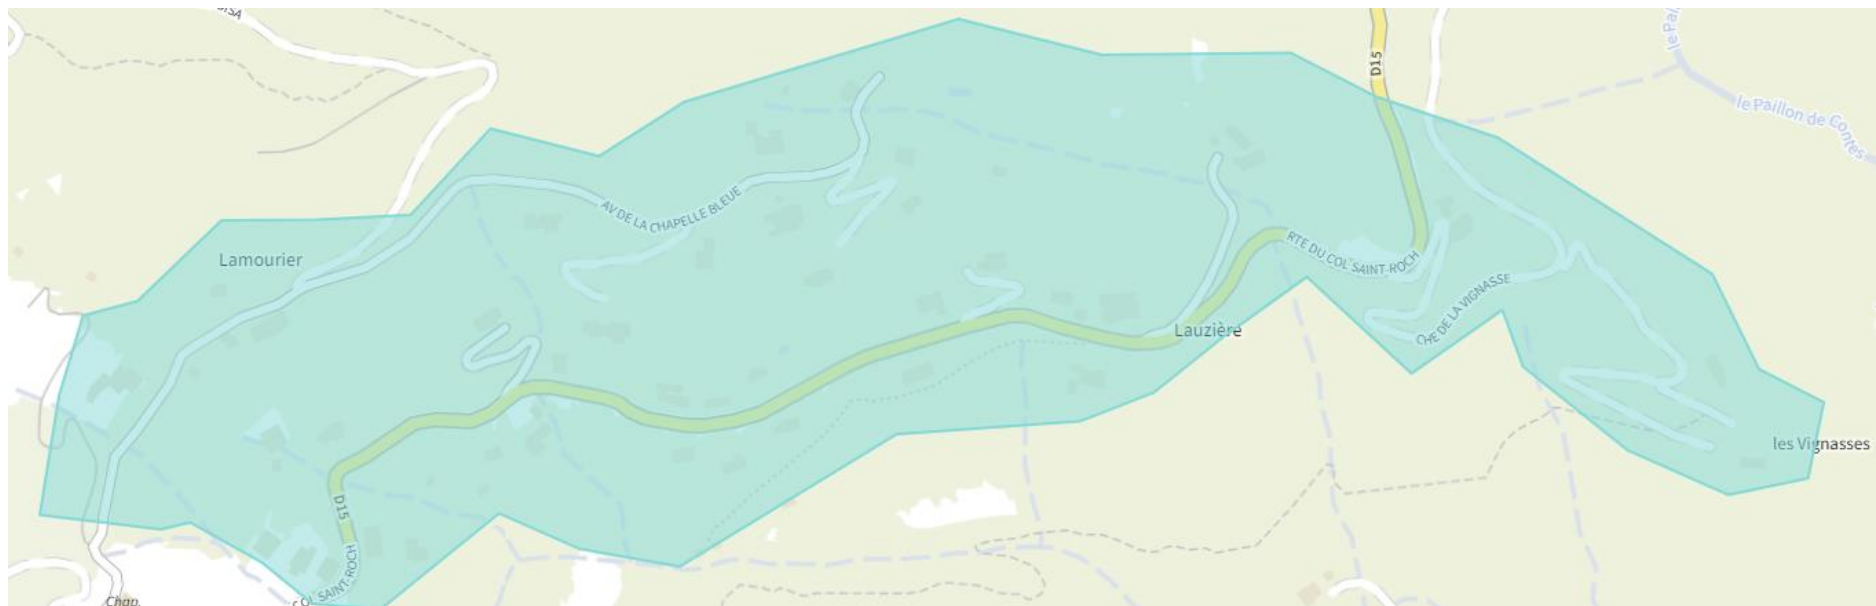 D15
le Paillon de Contes
AV DE LA CHAPELLE BLEUE
Lamourier
RTE DU COL SAINT-ROCH
CHE DE LA VIGNASSE
Lauzière
les Vignasses
D15
COL SAINT-ROCH
Chap.